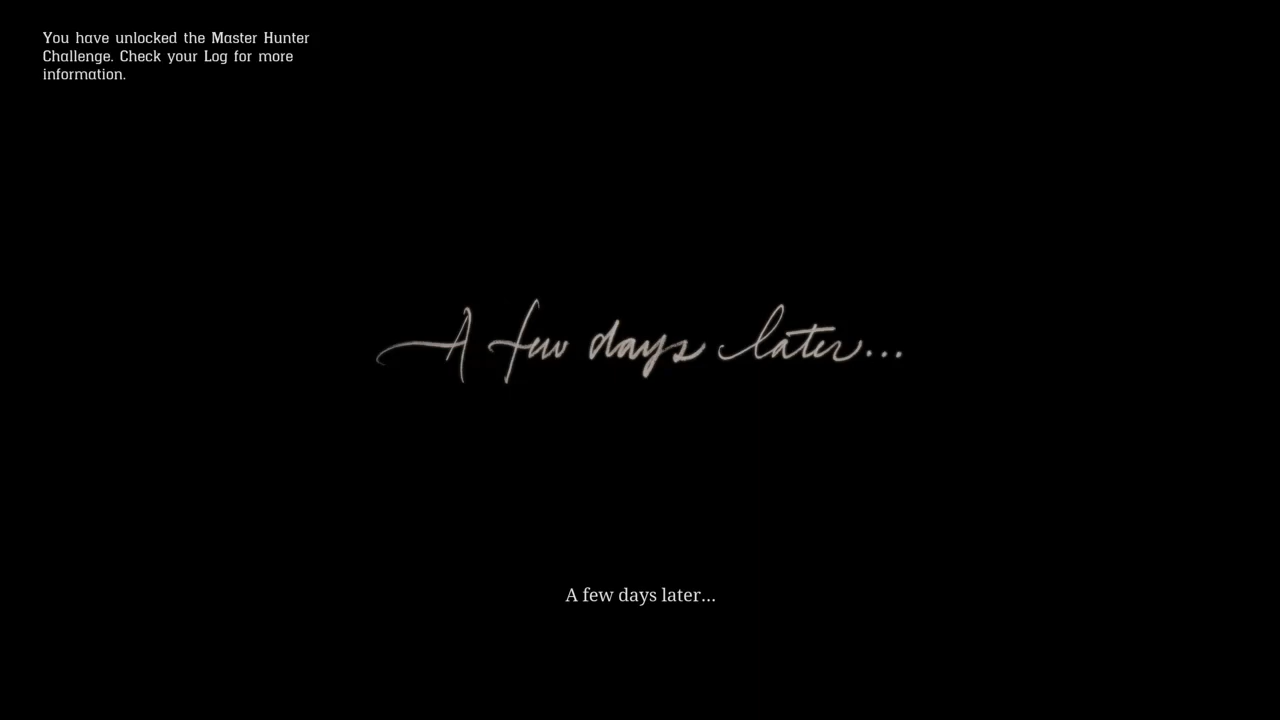 You have unlocked the Master Hunter
Challenge. Check your Log for more
information.
A few days later...
A few days later...